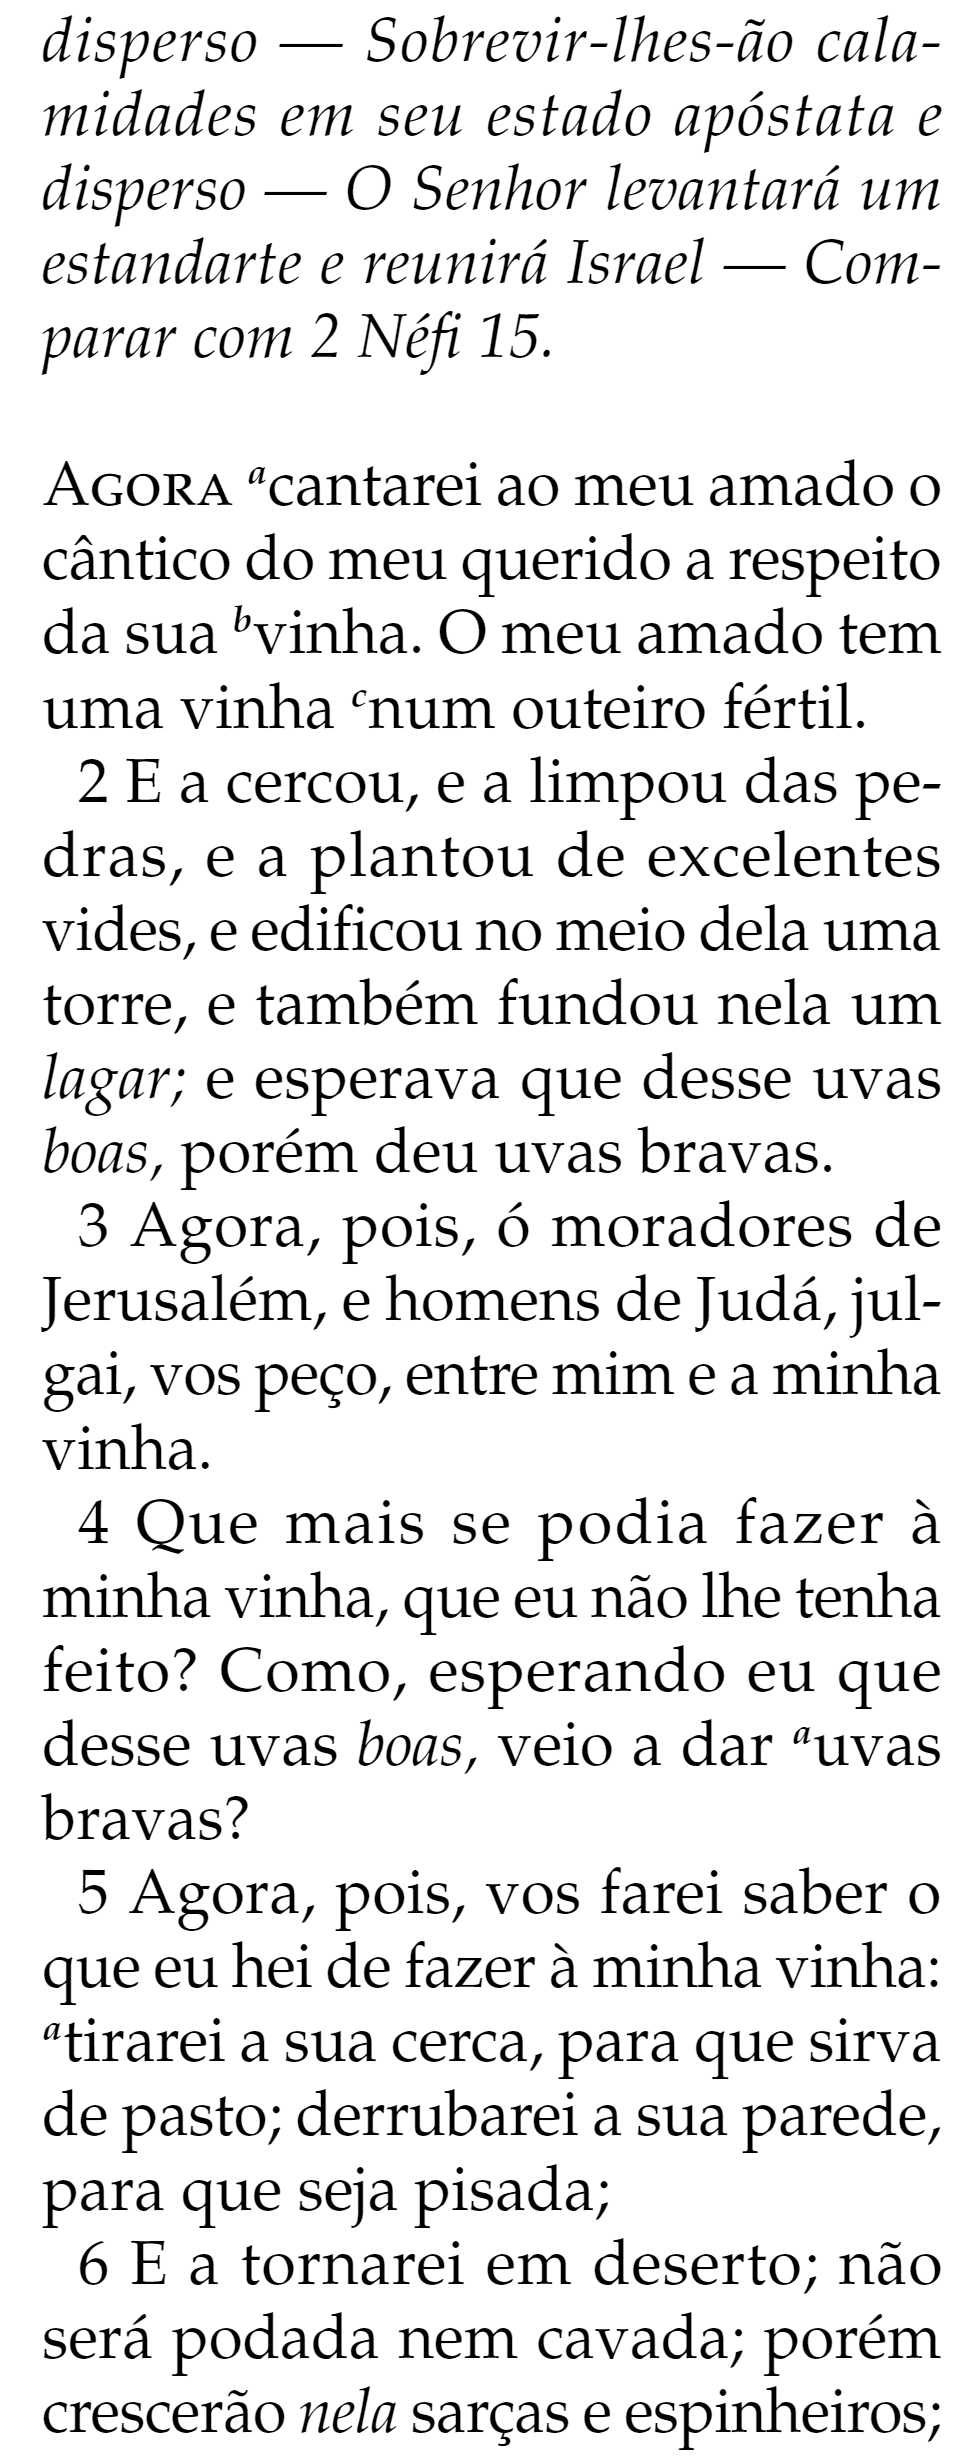 disperso — Sobrevir-lhes-ão cala-
midades em seu estado apóstata e
disperso — O Senhor levantará um
estandarte e reunirá Israel — Com-
parar com 2 Néfi 15.
Agora acantarei ao meu amado o
cântico do meu querido a respeito
da sua bvinha. O meu amado tem
uma vinha cnum outeiro fértil.
2 E a cercou, e a limpou das pe-
dras, e a plantou de excelentes
vides, e edificou no meio dela uma
torre, e também fundou nela um
lagar; e esperava que desse uvas
boas, porém deu uvas bravas.
3 Agora, pois, ó moradores de
Jerusalém, e homens de Judá, jul-
gai, vos peço, entre mim e a minha
vinha.
4 Que mais se podia fazer à
minha vinha, que eu não lhe tenha
feito? Como, esperando eu que
desse uvas boas, veio a dar auvas
bravas?
5 Agora, pois, vos farei saber o
que eu hei de fazer à minha vinha:
atirarei a sua cerca, para que sirva
de pasto; derrubarei a sua parede,
para que seja pisada;
6 E a tornarei em deserto; não
será podada nem cavada; porém
crescerão nela sarças e espinheiros;